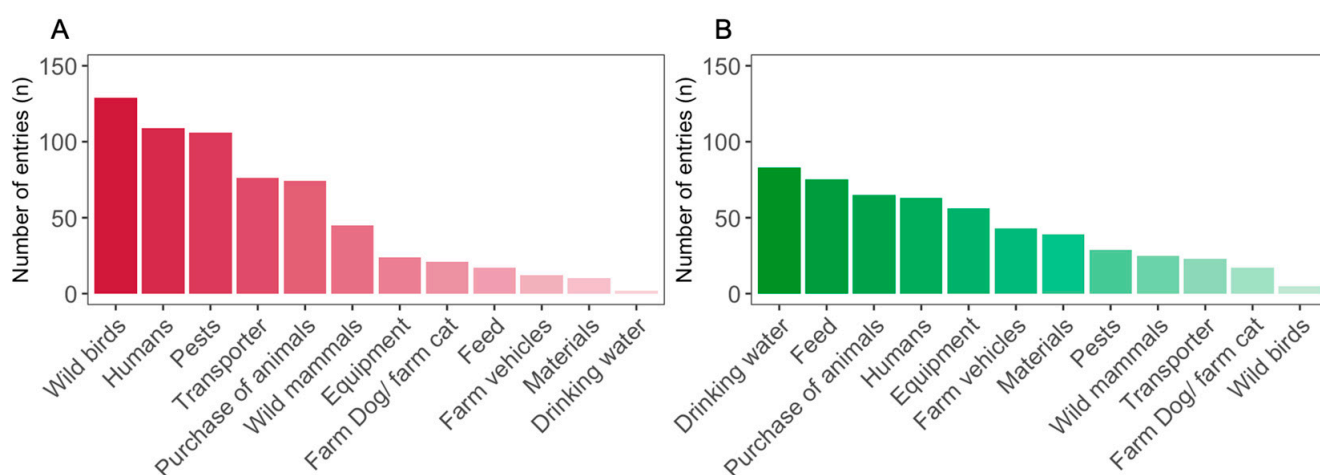 A
Number of entries (n)
150
100
50
0
Wild birds
Humans
Pests
Transporter
Purchase of animals
Wild mammals
Equipment
Farm Dog/ farm cat
Feed
Farm vehicles
Materials
Drinking water
B
Number of entries (n)
150
100
50
0
Drinking water
Feed
Purchase of animals
Humans
Equipment
Farm vehicles
Materials
Pests
Wild mammals
Transporter
Farm Dog/ farm cat
Wild birds